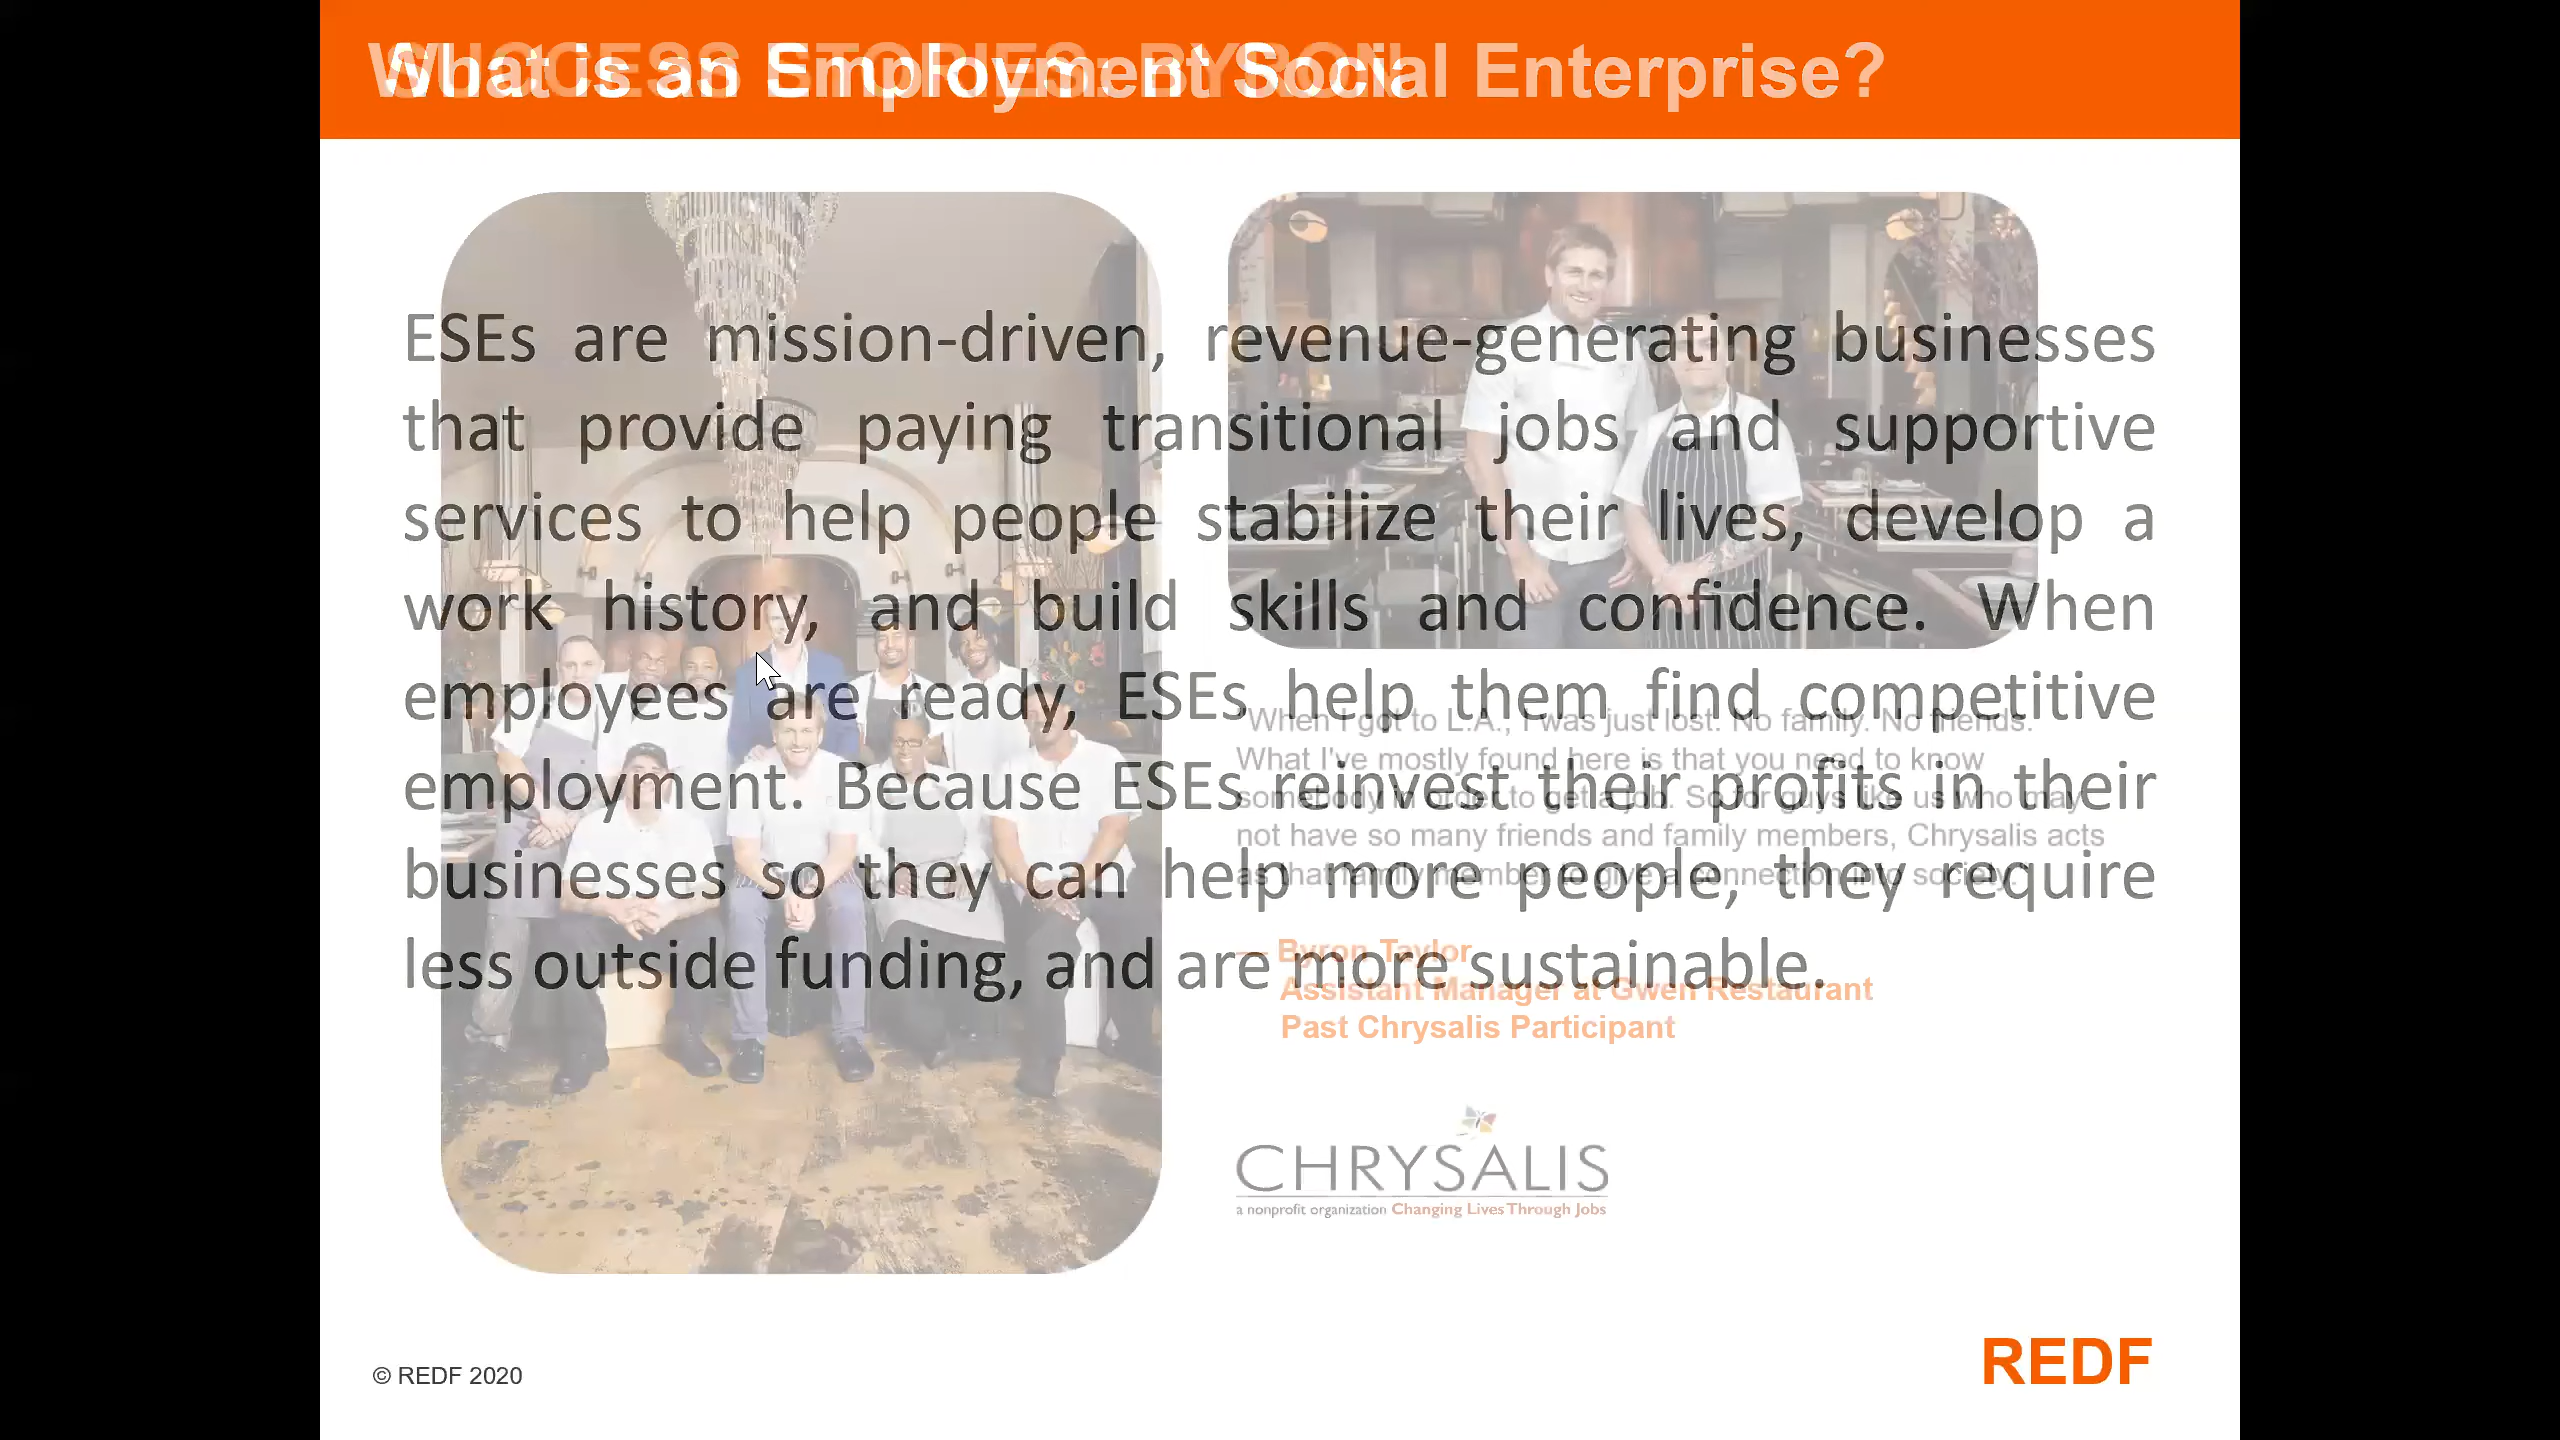 What is an Employment Social Enterprise?
SUCCESS STORIES: BYRON
ESEs are mission-driven, revenue-generating businesses
that provide paying transitional jobs and supportive
services to help people stabilize their lives, develop a
work history, and build skills and confidence. When
employees are ready, ESEs help them find competitive
employment. Because ESEs reinvest their profits in their
businesses so they can help more people, they require
less outside funding, and are more sustainable.
"When I got to L.A., I was just lost. No family. No friends.
What I've mostly found here is that you need to know
somebody in order to get a job. So for guys like us who may
not have so many friends and family members, Chrysalis acts
as that family member to give a connection into society."
— Byron Taylor
Assistant Manager at Gwen Restaurant
Past Chrysalis Participant
CHRYSALIS
a nonprofit organization Changing Lives Through Jobs
© REDF 2020
REDF